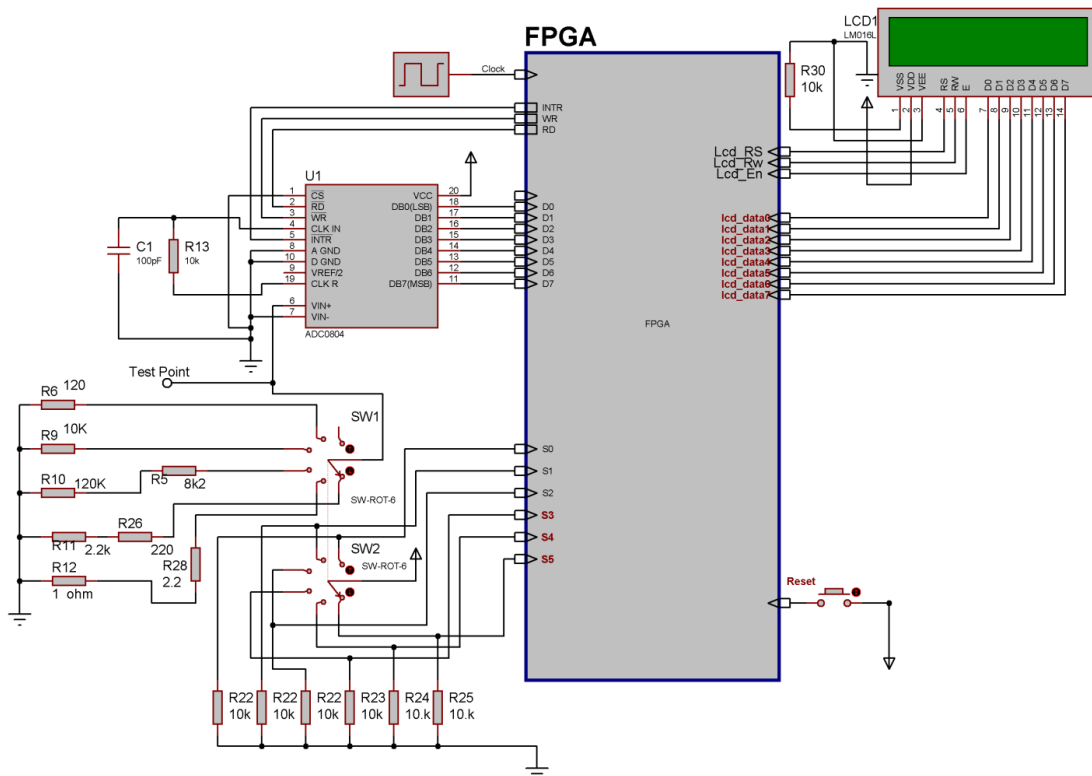 FPGA
Clock
INTR
WR
RD
LCD1
LM016L
R30
10k
VSS
VDD
VEE
RS
RW
E
D0
D1
D2
D3
D4
D5
D6
D7
1
2
3
4
5
6
7
8
9
10
11
12
13
14
Lcd_RS
Lcd_Rw
Lcd_En
lcd_data0
lcd_data1
lcd_data2
lcd_data3
lcd_data4
lcd_data5
lcd_data6
lcd_data7
U1
1 CS VCC 20
2 RD DB0(LSB) 18
3 WR DB1 17
4 CLK IN DB2 16
5 INTR DB3 15
8 A GND DB4 14
10 D GND DB5 13
9 VREF/2 DB6 12
19 CLK R DB7(MSB) 11
6 VIN+
7 VIN-
ADC0804
D0
D1
D2
D3
D4
D5
D6
D7
C1
100pF
R13
10k
FPGA
Test Point
R6 120
R9 10K
R10 120K
R5 8k2
R11 2.2k
R26 220
R12
1 ohm
R28
2.2
SW1
SW-ROT-6
SW2
SW-ROT-6
S0
S1
S2
S3
S4
S5
Reset
R22 R22 R22 R23 R24 R25
10k 10k 10k 10k 10.k 10.k